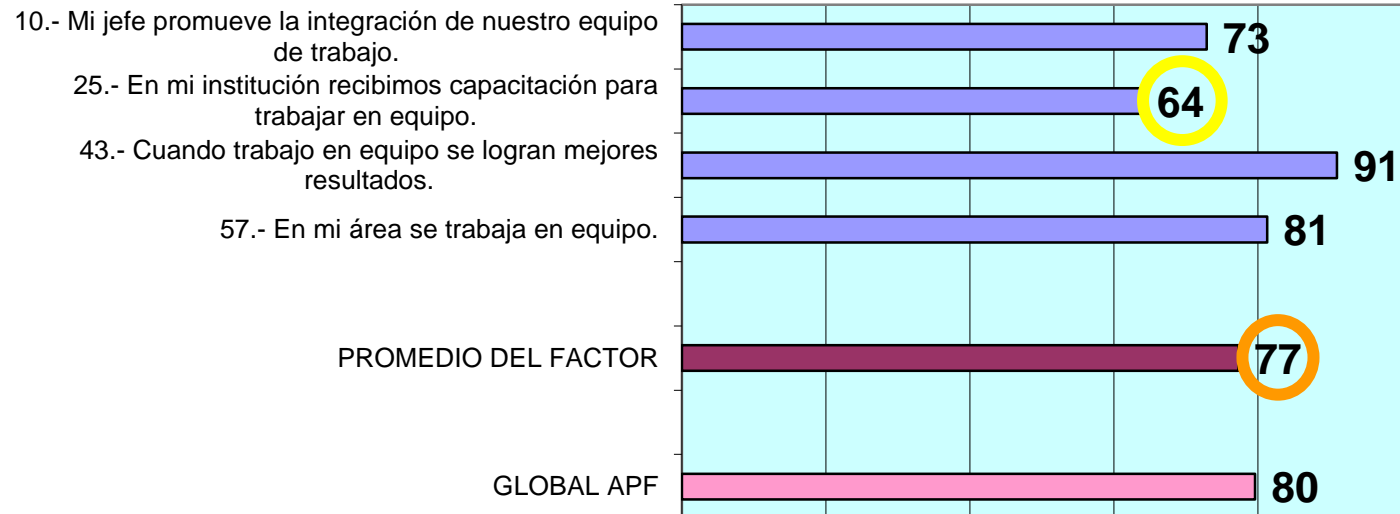 10.- Mi jefe promueve la integración de nuestro equipo
de trabajo.
73
25.- En mi institución recibimos capacitación para
trabajar en equipo.
64
43.- Cuando trabajo en equipo se logran mejores
resultados.
91
57.- En mi área se trabaja en equipo.
81
PROMEDIO DEL FACTOR
77
GLOBAL APF
80